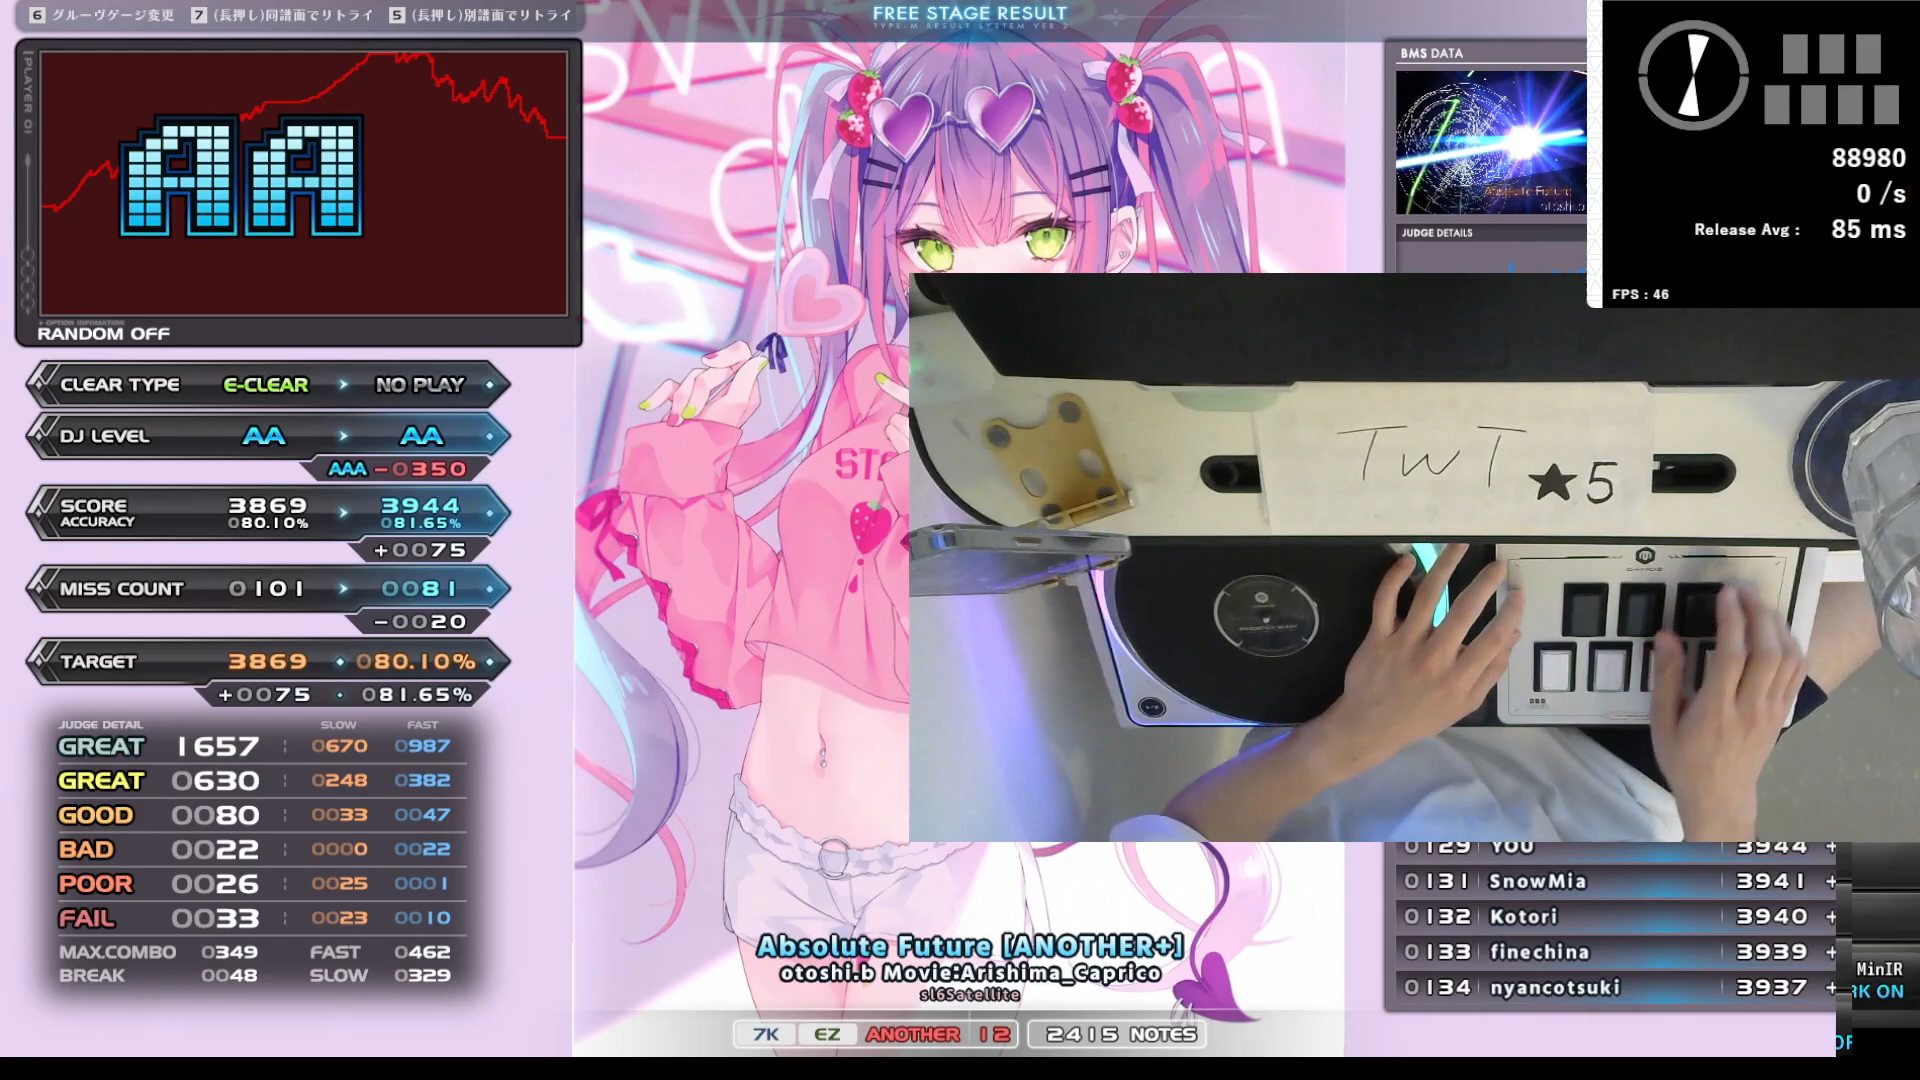 6 グルーヴゲージ変更 7 (長押し)同譜面でリトライ 5 (長押し)別譜面でリトライ
FREE STAGE RESULT
TYPE-M RESULT SYSTEM VER 2
PLAYER 01
AA
RANDOM OFF
CLEAR TYPE E-CLEAR NO PLAY
DJ LEVEL AA AA
AAA -0350
SCORE 3869 3944
ACCURACY 080.10% 081.65%
+0075
MISS COUNT 0101 0081
-0020
TARGET 3869 080.10%
+0075 081.65%
JUDGE DETAIL SLOW FAST
GREAT 1657 0670 0987
GREAT 0630 0248 0382
GOOD 0080 0033 0047
BAD 0022 0000 0022
POOR 0026 0025 0001
FAIL 0033 0023 0010
MAX.COMBO 0349 FAST 0462
BREAK 0048 SLOW 0329
Absolute Future [ANOTHER+]
otoshi.b Movie:Arishima_Caprico
sl6Satellite
7K EZ ANOTHER 12 2415 NOTES
BMS DATA
JUDGE DETAILS
88980
0 /s
Release Avg : 85 ms
FPS : 46
TwT ★5
0129 YOU 3944 +
0131 SnowMia 3941 +
0132 Kotori 3940 +
0133 finechina 3939 +
0134 nyancotsuki 3937 +
MinIR
RK ON